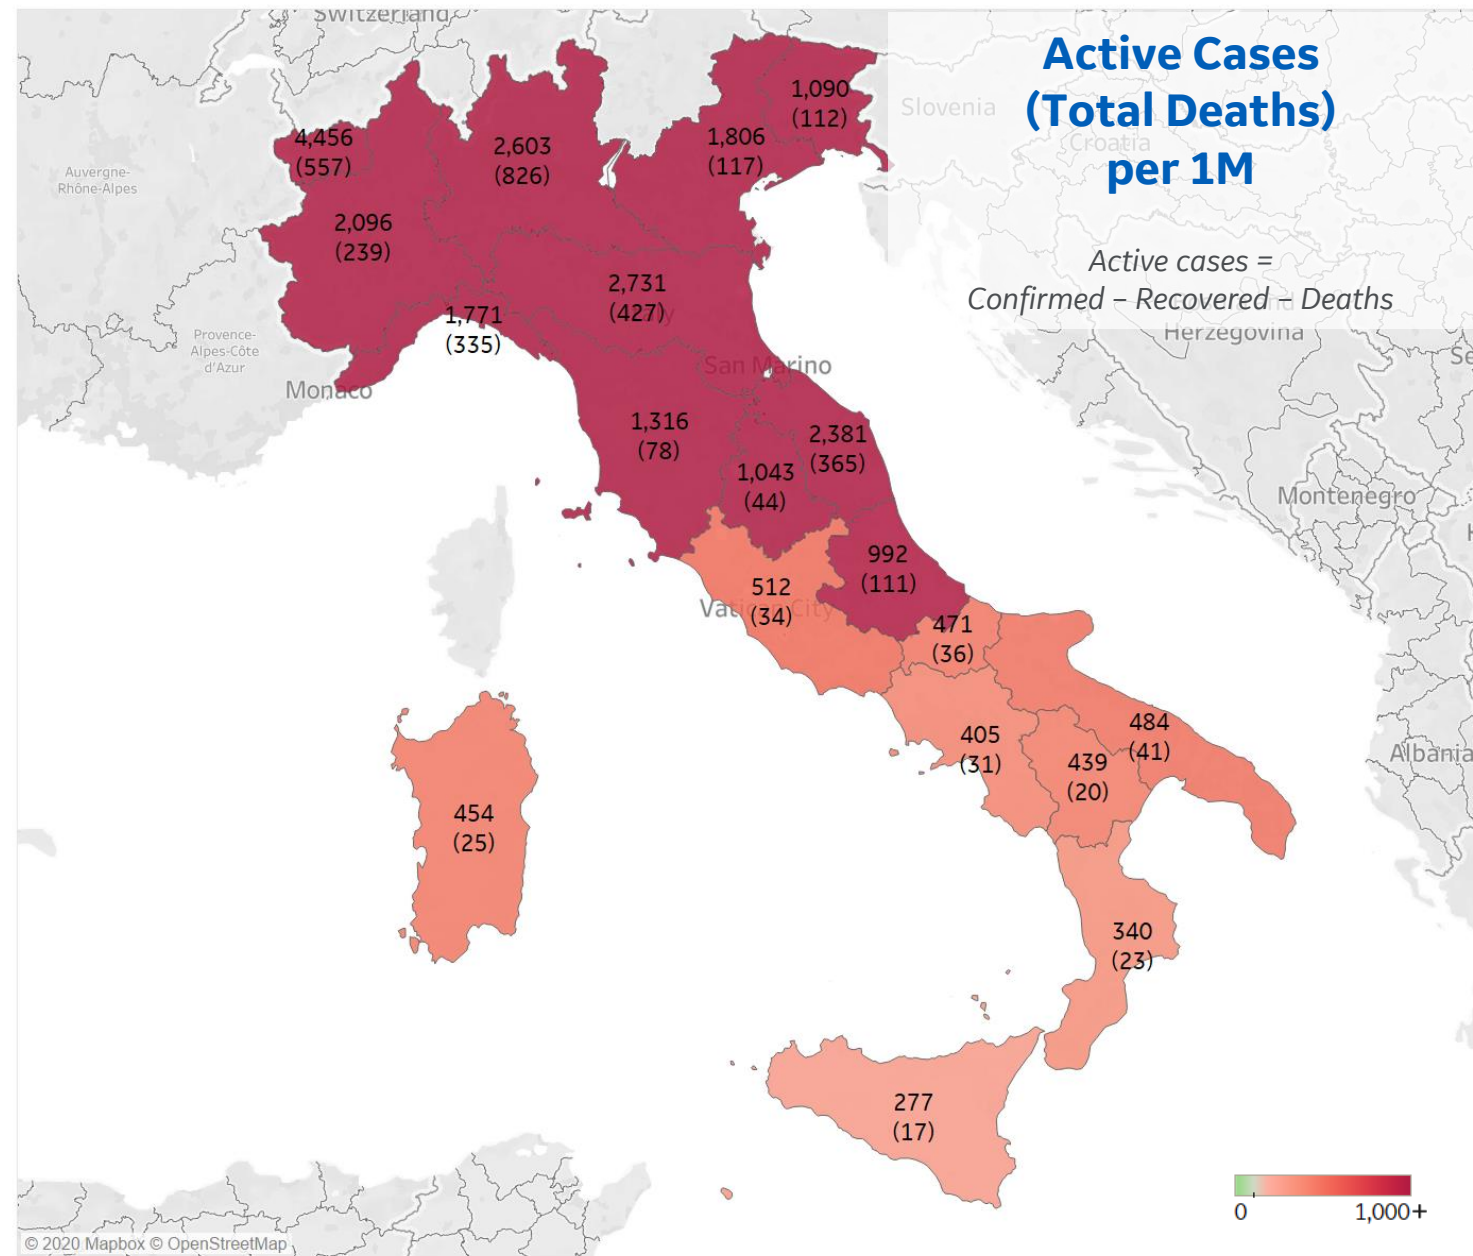 Switzerland
Active Cases
(Total Deaths)
per 1M
Active cases =
Confirmed – Recovered – Deaths
Slovenia
Croatia
Herzegovina
1,090
(112)
4,456
(557)
2,603
(826)
1,806
(117)
Auvergne-
Rhône-Alpes
2,096
(239)
2,731
(427)
1,771
(335)
Provence-
Alpes-Côte
d'Azur
Monaco
San Marino
1,316
(78)
2,381
(365)
1,043
(44)
Montenegro
992
(111)
512
(34)
Vatican City
471
(36)
484
(41)
405
(31)
439
(20)
Albania
454
(25)
340
(23)
277
(17)
0
1,000+
© 2020 Mapbox © OpenStreetMap